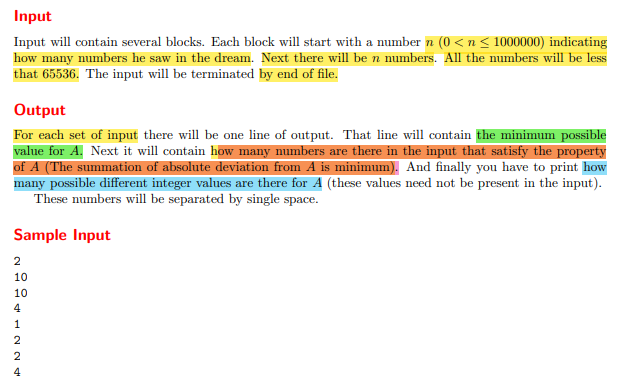 Input
Input will contain several blocks. Each block will start with a number n (0 < n ≤ 1000000) indicating
how many numbers he saw in the dream. Next there will be n numbers. All the numbers will be less
that 65536. The input will be terminated by end of file.
Output
For each set of input there will be one line of output. That line will contain the minimum possible
value for A. Next it will contain how many numbers are there in the input that satisfy the property
of A (The summation of absolute deviation from A is minimum). And finally you have to print how
many possible different integer values are there for A (these values need not be present in the input).
These numbers will be separated by single space.
Sample Input
2
10
10
4
1
2
2
4